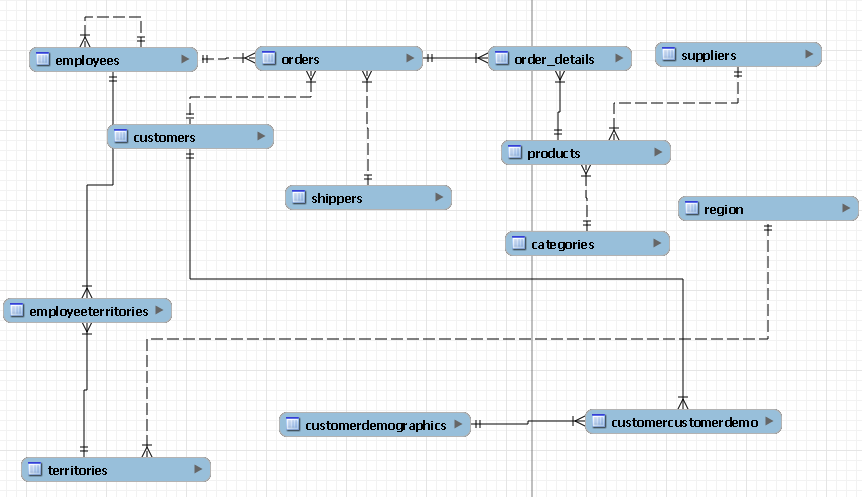 employees
orders
order_details
suppliers
customers
products
shippers
region
categories
employeeterritories
customerdemographics
customercustomerdemo
territories